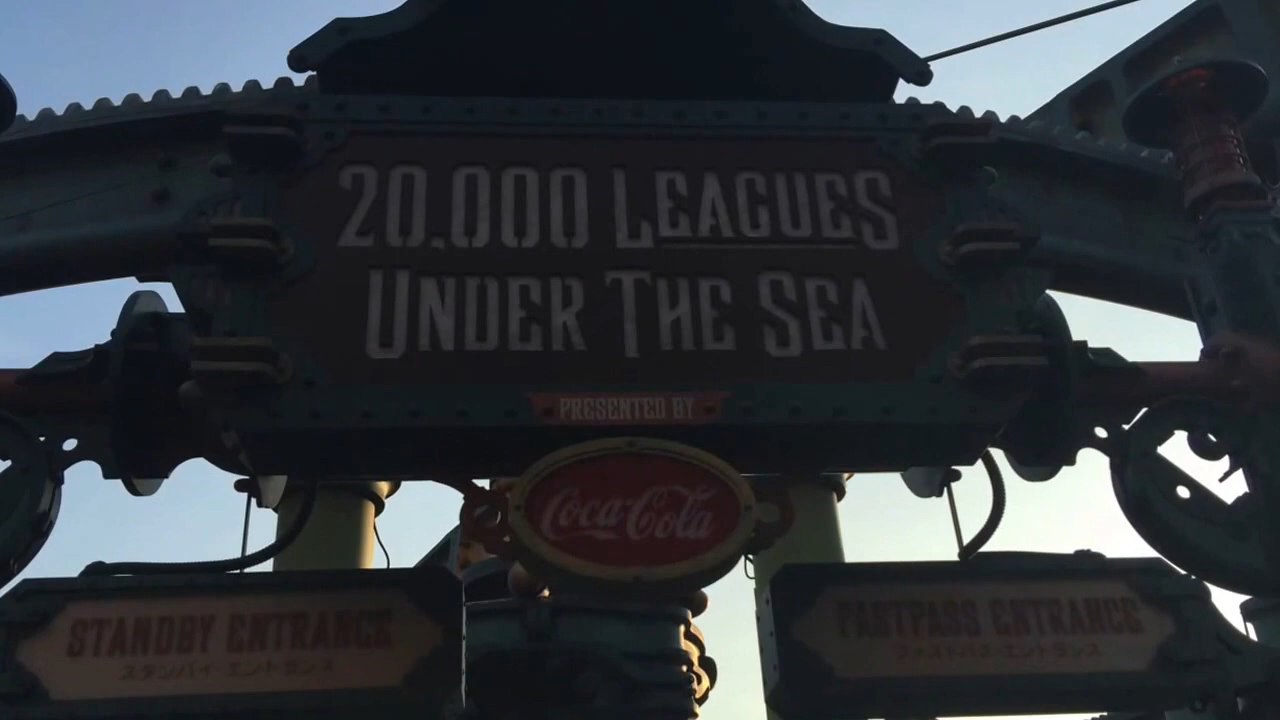 20,000 LEAGUES
UNDER THE SEA
PRESENTED BY
Coca-Cola
STANDBY ENTRANCE
スタンバイ・エントランス
FASTPASS ENTRANCE
ファストパス・エントランス